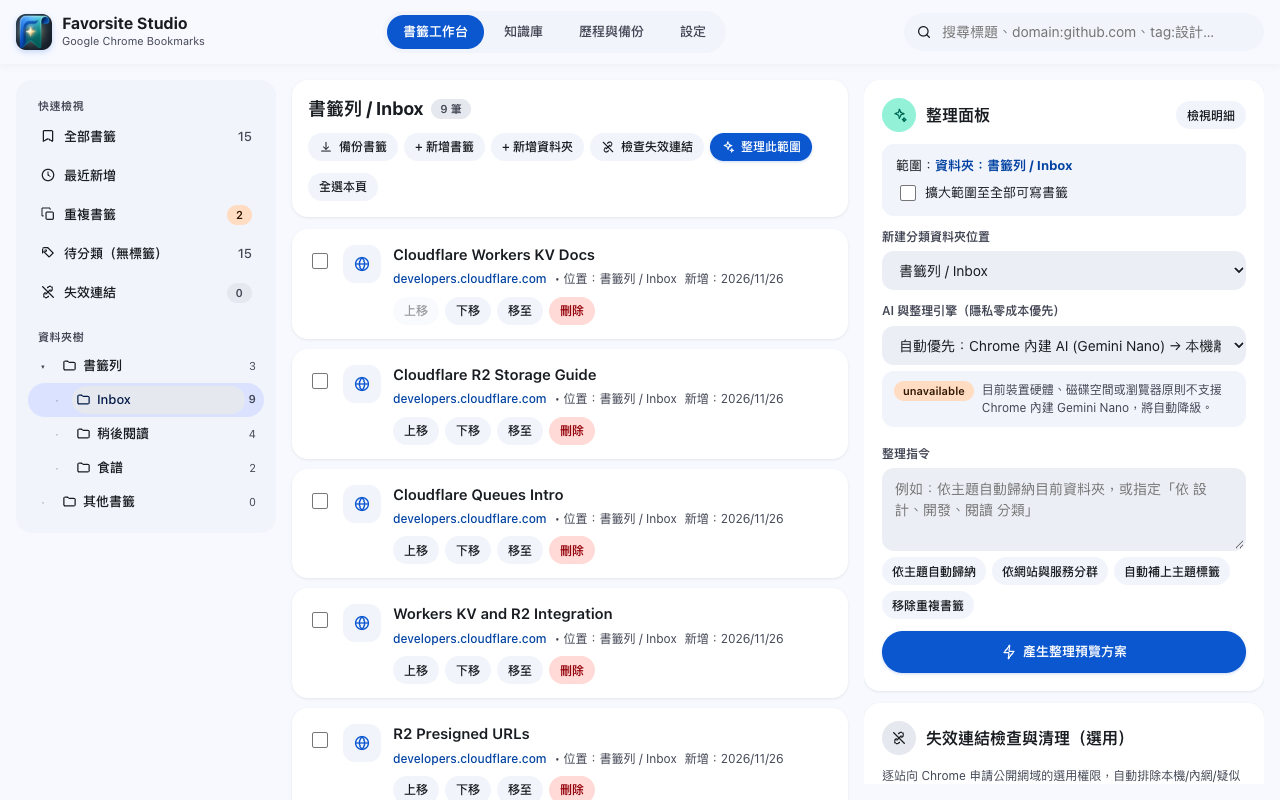 Favorsite Studio
Google Chrome Bookmarks
書籤工作台
知識庫
歷程與備份
設定
搜尋標題、domain:github.com、tag:設計...
快速檢視
全部書籤 15
最近新增
重複書籤 2
待分類（無標籤） 15
失效連結 0
資料夾樹
書籤列 3
Inbox 9
稍後閱讀 4
食譜 2
其他書籤 0
書籤列 / Inbox 9 筆
備份書籤
+ 新增書籤
+ 新增資料夾
檢查失效連結
整理此範圍
全選本頁
Cloudflare Workers KV Docs
developers.cloudflare.com • 位置：書籤列 / Inbox 新增：2026/11/26
上移 下移 移至 刪除
Cloudflare R2 Storage Guide
developers.cloudflare.com • 位置：書籤列 / Inbox 新增：2026/11/26
上移 下移 移至 刪除
Cloudflare Queues Intro
developers.cloudflare.com • 位置：書籤列 / Inbox 新增：2026/11/26
上移 下移 移至 刪除
Workers KV and R2 Integration
developers.cloudflare.com • 位置：書籤列 / Inbox 新增：2026/11/26
上移 下移 移至 刪除
R2 Presigned URLs
developers.cloudflare.com • 位置：書籤列 / Inbox 新增：2026/11/26
上移 下移 移至 刪除
整理面板
檢視明細
範圍：資料夾：書籤列 / Inbox
擴大範圍至全部可寫書籤
新建分類資料夾位置
書籤列 / Inbox
AI 與整理引擎（隱私零成本優先）
自動優先：Chrome 內建 AI (Gemini Nano) → 本機
unavailable
目前裝置硬體、磁碟空間或瀏覽器原則不支援
Chrome 內建 Gemini Nano，將自動降級。
整理指令
例如：依主題自動歸納目前資料夾，或指定「依 設
計、開發、閱讀 分類」
依主題自動歸納
依網站與服務分群
自動補上主題標籤
移除重複書籤
產生整理預覽方案
失效連結檢查與清理（選用）
逐站向 Chrome 申請公開網域的選用權限，自動排除本機/內網/疑似